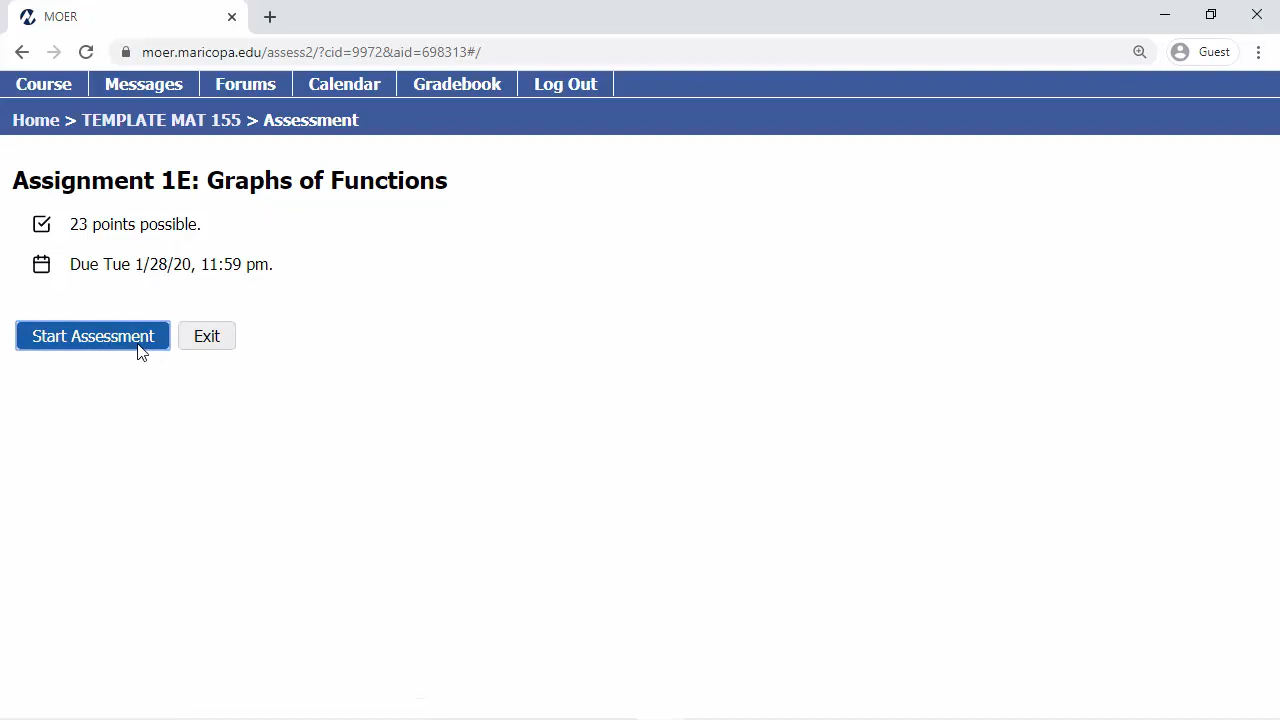 MOER
moer.maricopa.edu/assess2/?cid=9972&aid=698313#/
Guest
Course Messages Forums Calendar Gradebook Log Out
Home > TEMPLATE MAT 155 > Assessment
Assignment 1E: Graphs of Functions
23 points possible.
Due Tue 1/28/20, 11:59 pm.
Start Assessment Exit